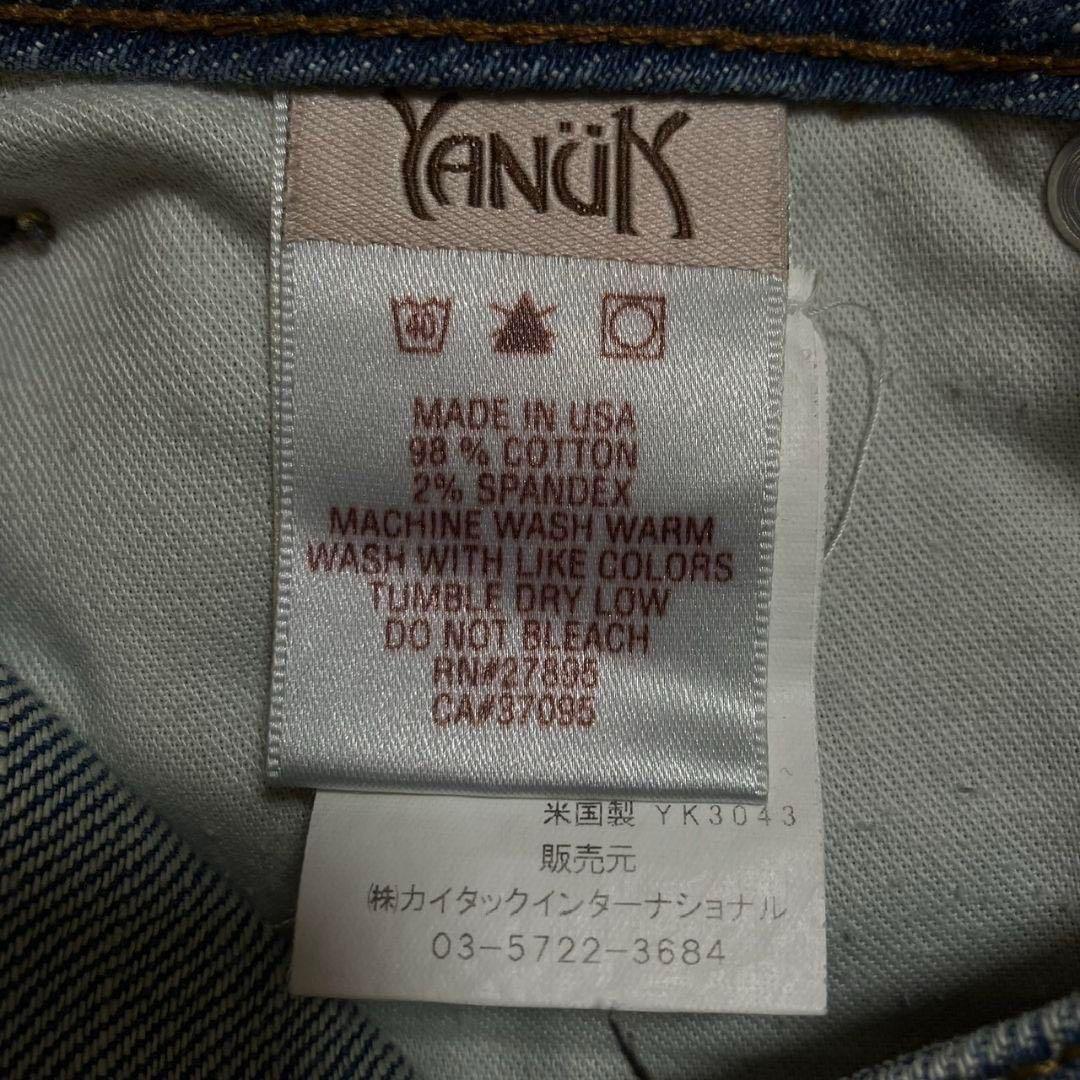 YANÜK
40
MADE IN USA
98 % COTTON
2% SPANDEX
MACHINE WASH WARM
WASH WITH LIKE COLORS
TUMBLE DRY LOW
DO NOT BLEACH
RN#27895
CA#37095
米国製 YK3043
販売元
㈱カイタックインターナショナル
03-5722-3684